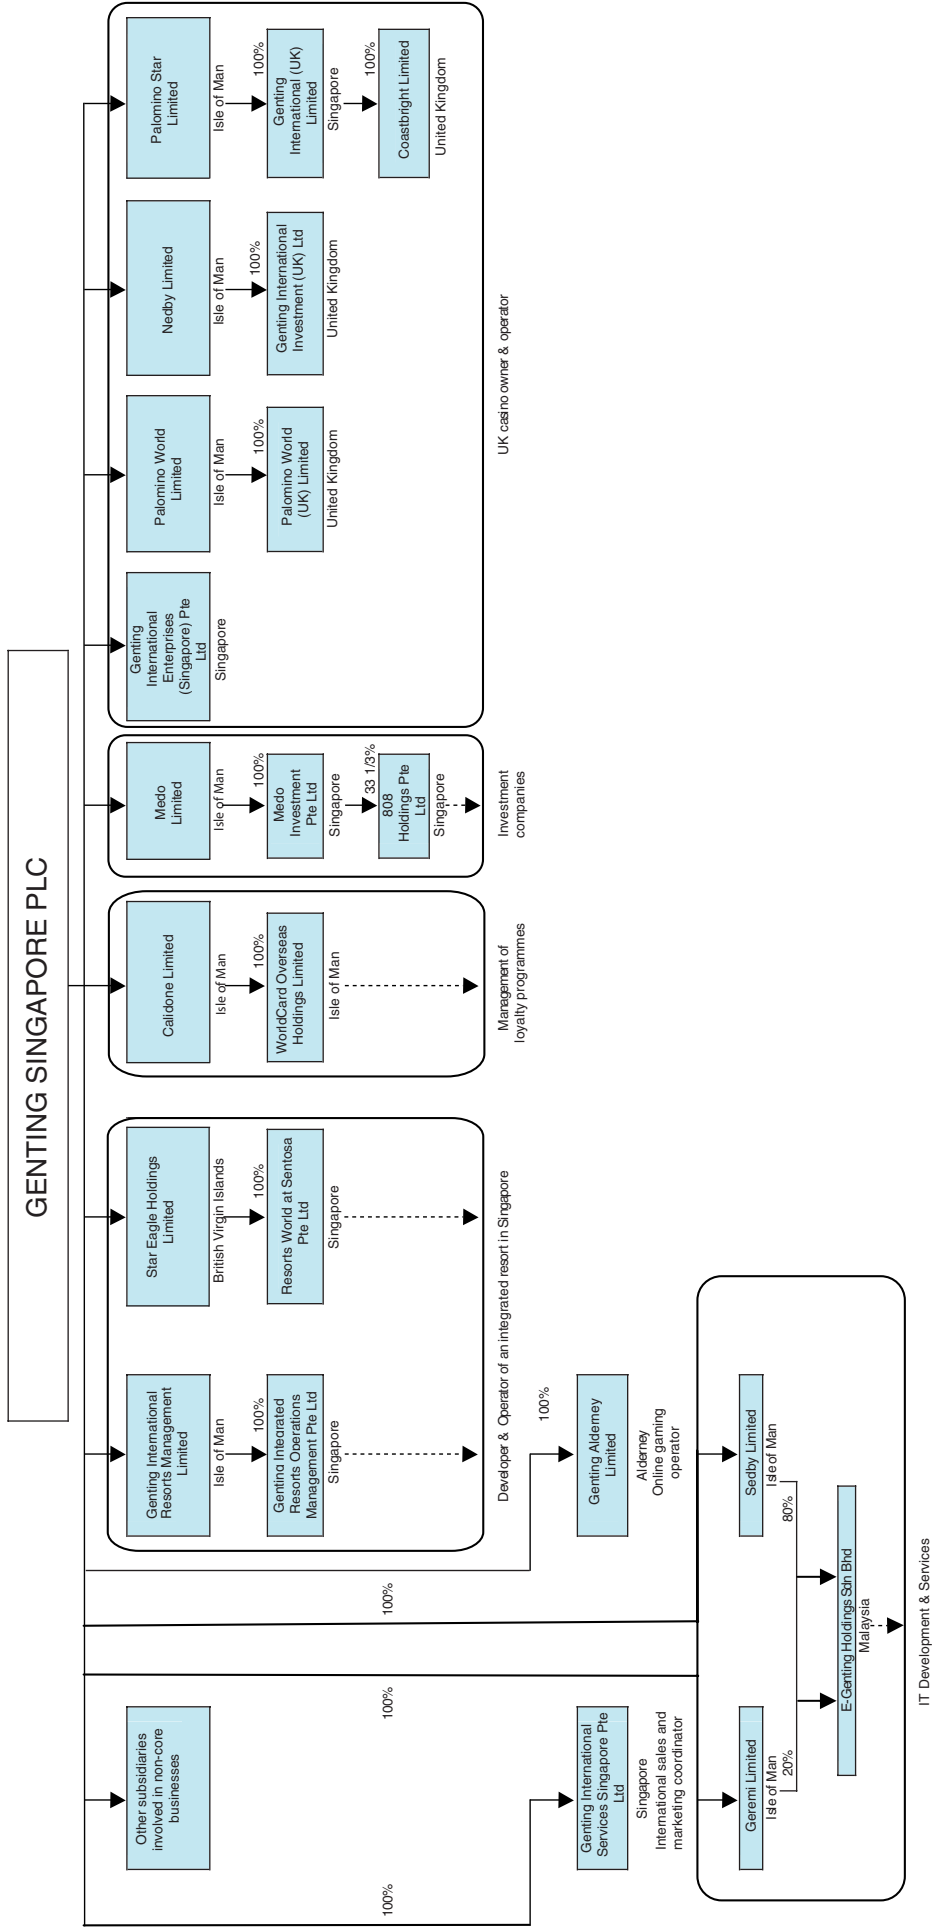 GENTING SINGAPORE PLC
Other subsidiaries
involved in non-core
businesses
Genting International
Resorts Management
Limited
Isle of Man
100%
Genting Integrated
Resorts Operations
Management Pte Ltd
Singapore
Star Eagle Holdings
Limited
British Virgin Islands
100%
Resorts World at Sentosa
Pte Ltd
Singapore
Developer & Operator of an integrated resort in Singapore
Calidone Limited
Isle of Man
100%
WorldCard Overseas
Holdings Limited
Isle of Man
Management of
loyalty programmes
Medo
Limited
Isle of Man
100%
Medo
Investment
Pte Ltd
Singapore
33 1/3%
808
Holdings Pte
Ltd
Singapore
Investment
companies
Genting
International
Enterprises
(Singapore) Pte
Ltd
Singapore
Palomino World
Limited
Isle of Man
100%
Palomino World
(UK) Limited
United Kingdom
Nedby Limited
Isle of Man
100%
Genting International
Investment (UK) Ltd
United Kingdom
Palomino Star
Limited
Isle of Man
100%
Genting
International (UK)
Limited
Singapore
100%
Coastbright Limited
United Kingdom
UK casino owner & operator
100%
100%
100%
100%
Genting International
Services Singapore Pte
Ltd
Singapore
International sales and
marketing coordinator
Genting Alderney
Limited
Alderney
Online gaming
operator
Geremi Limited
Isle of Man
20%
Sedby Limited
Isle of Man
80%
E-Genting Holdings Sdn Bhd
Malaysia
IT Development & Services